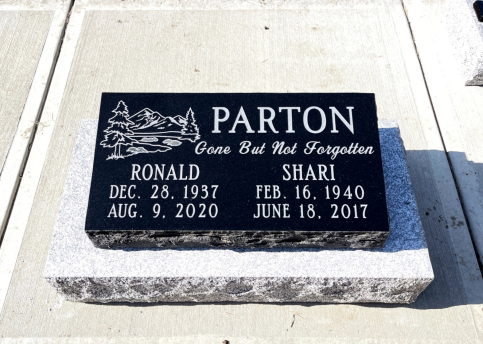 PARTON
Gone But Not Forgotten
RONALD SHARI
DEC. 28, 1937 FEB. 16, 1940
AUG. 9, 2020 JUNE 18, 2017